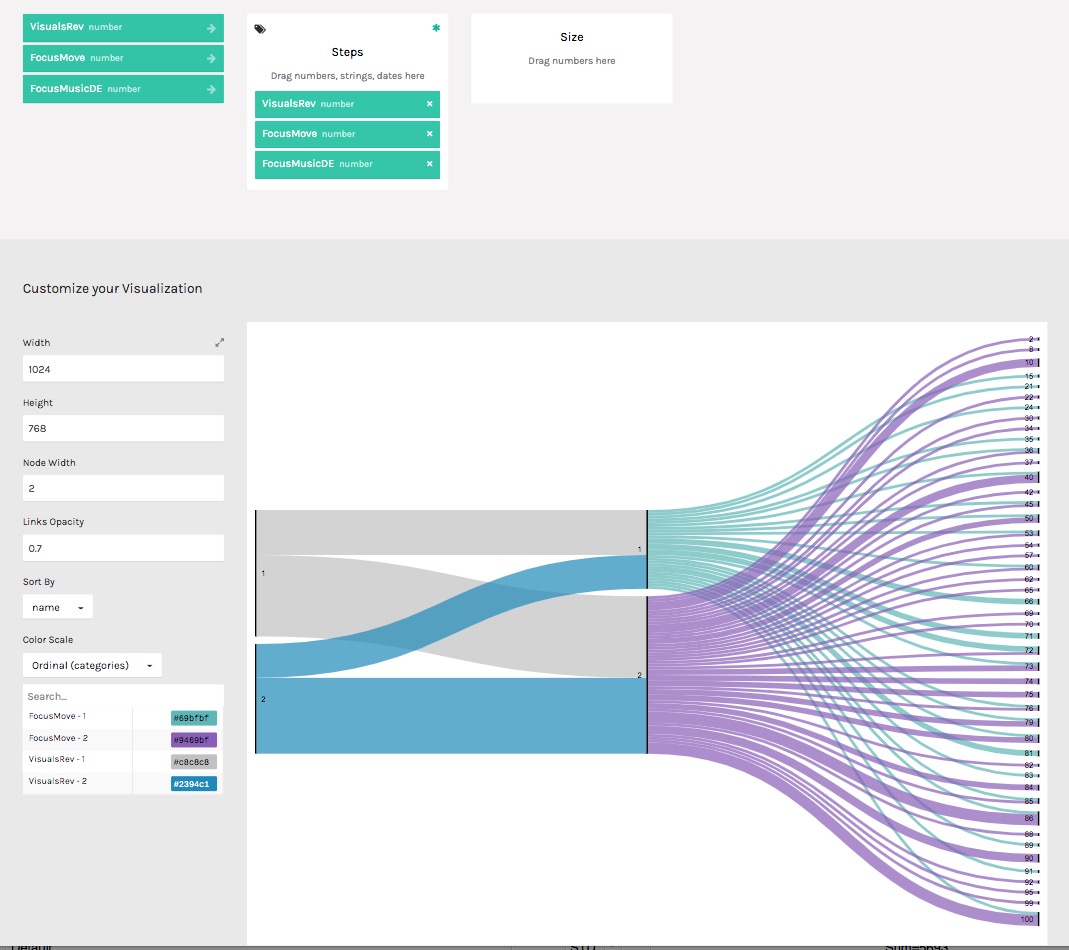 VisualsRev number
FocusMove number
FocusMusicDE number
Steps
Drag numbers, strings, dates here
VisualsRev number ×
FocusMove number ×
FocusMusicDE number ×
Size
Drag numbers here
Customize your Visualization
Width
1024
Height
768
Node Width
2
Links Opacity
0.7
Sort By
name
Color Scale
Ordinal (categories)
Search...
FocusMove - 1 #69bfbf
FocusMove - 2 #9469bf
VisualsRev - 1 #c8c8c8
VisualsRev - 2 #2394c1
1
2
1
2
2
8
10
15
21
22
24
30
34
35
36
37
40
42
45
50
53
54
57
60
62
65
66
69
70
71
72
73
74
75
76
79
80
81
82
83
84
85
86
88
89
90
91
92
95
99
100